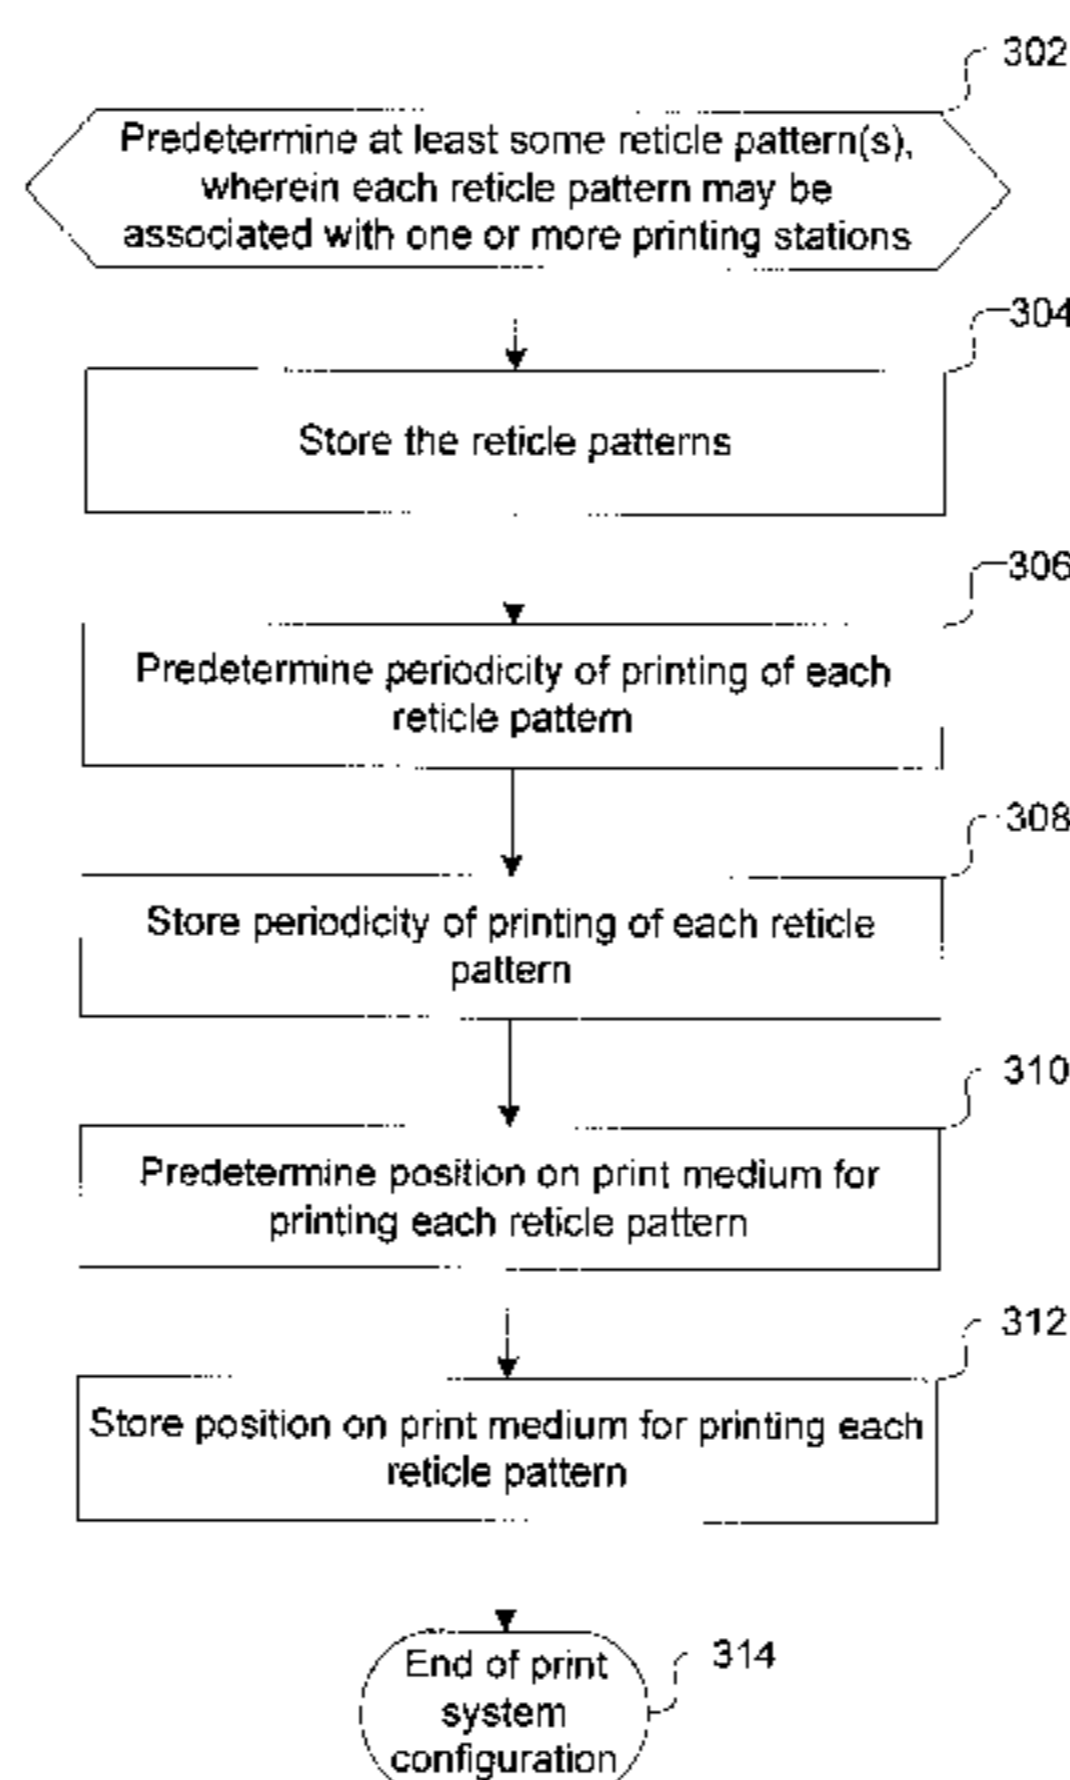 302
Predetermine at least some reticle pattern(s),
wherein each reticle pattern may be
associated with one or more printing stations
304
Store the reticle patterns
306
Predetermine periodicity of printing of each
reticle pattern
308
Store periodicity of printing of each reticle
pattern
310
Predetermine position on print medium for
printing each reticle pattern
312
Store position on print medium for printing each
reticle pattern
314
End of print
system
configuration